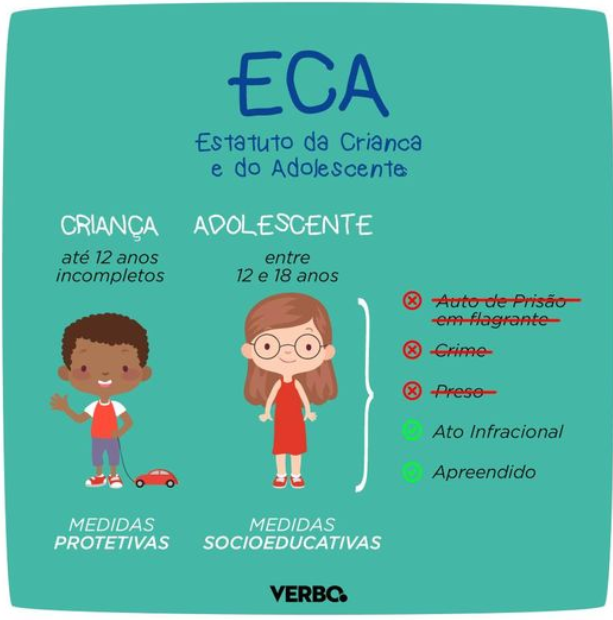 ECA
Estatuto da Crianca
e do Adolescente
CRIANÇA
até 12 anos
incompletos
ADOLESCENTE
entre
12 e 18 anos
Auto de Prisão
em flagrante
Crime
Preso
Ato Infracional
Apreendido
MEDIDAS
PROTETIVAS
MEDIDAS
SOCIOEDUCATIVAS
VERBO.